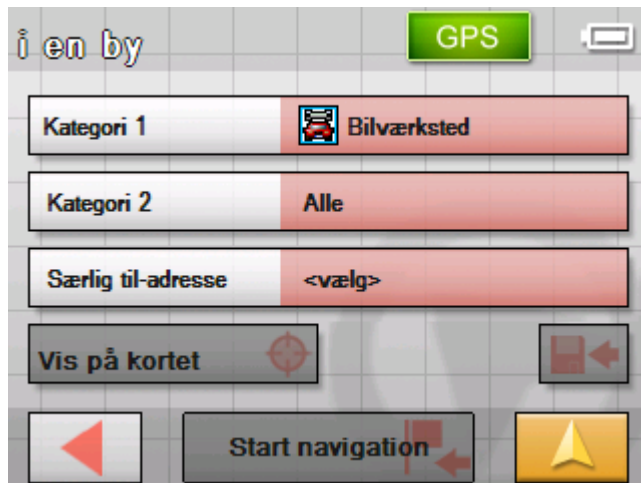 i en by
GPS
Kategori 1
Bilværksted
Kategori 2
Alle
Særlig til-adresse
<vælg>
Vis på kortet
Start navigation